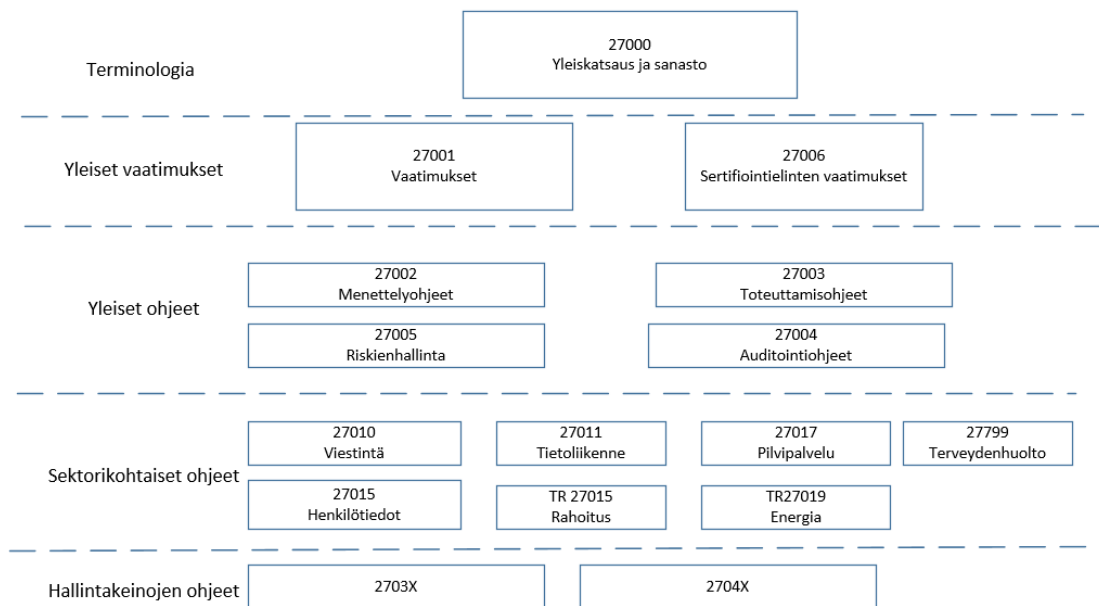 Terminologia
27000
Yleiskatsaus ja sanasto
Yleiset vaatimukset
27001
Vaatimukset
27006
Sertifiointielinten vaatimukset
Yleiset ohjeet
27002
Menettelyohjeet
27003
Toteuttamisohjeet
27005
Riskienhallinta
27004
Auditointiohjeet
Sektorikohtaiset ohjeet
27010
Viestintä
27011
Tietoliikenne
27017
Pilvipalvelu
27799
Terveydenhuolto
27015
Henkilötiedot
TR 27015
Rahoitus
TR27019
Energia
Hallintakeinojen ohjeet
2703X
2704X